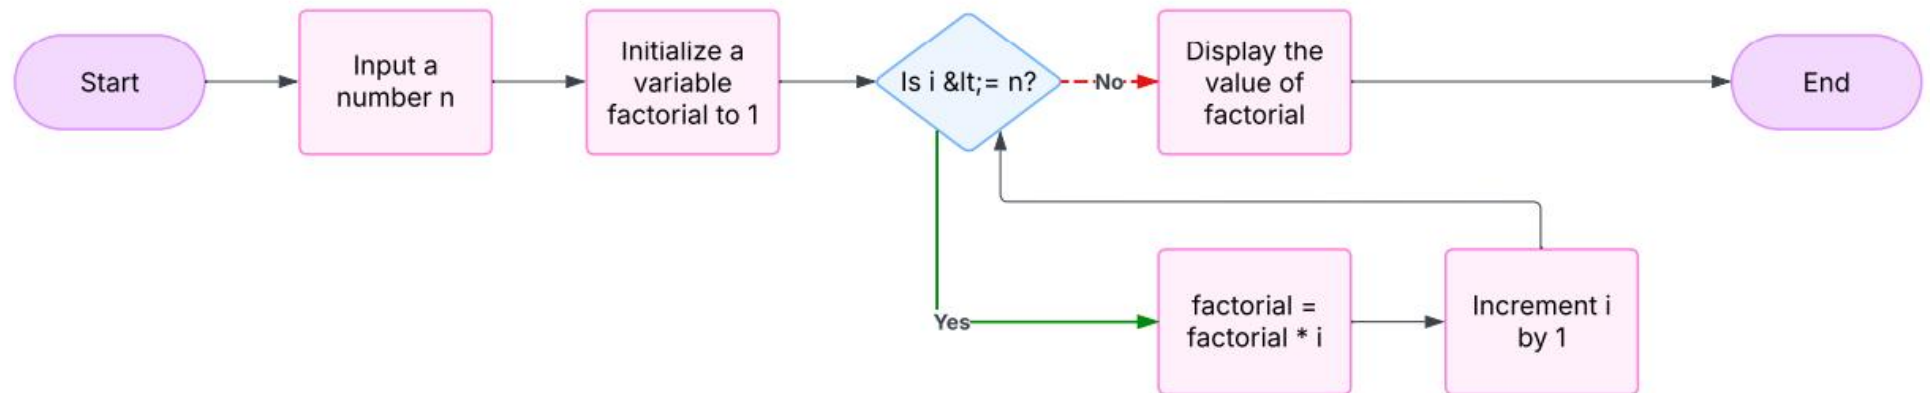 Start
Input a
number n
Initialize a
variable
factorial to 1
Is i &lt;= n?
No
Display the
value of
factorial
End
Yes
factorial =
factorial * i
Increment i
by 1